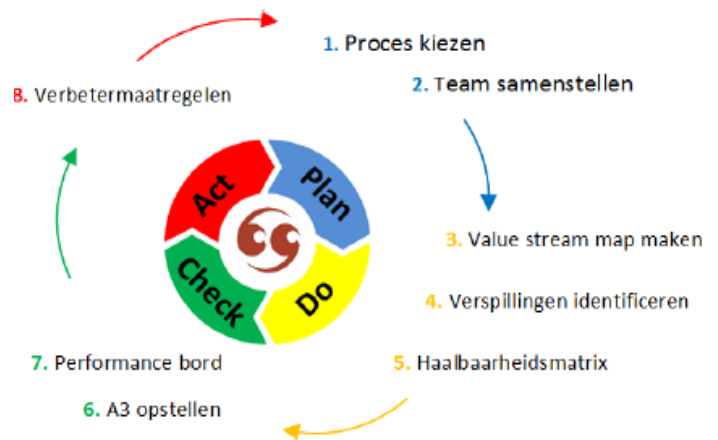 1. Proces kiezen
2. Team samenstellen
3. Value stream map maken
4. Verspillingen identificeren
5. Haalbaarheidsmatrix
6. A3 opstellen
7. Performance bord
8. Verbetermaatregelen
Plan
Do
Check
Act